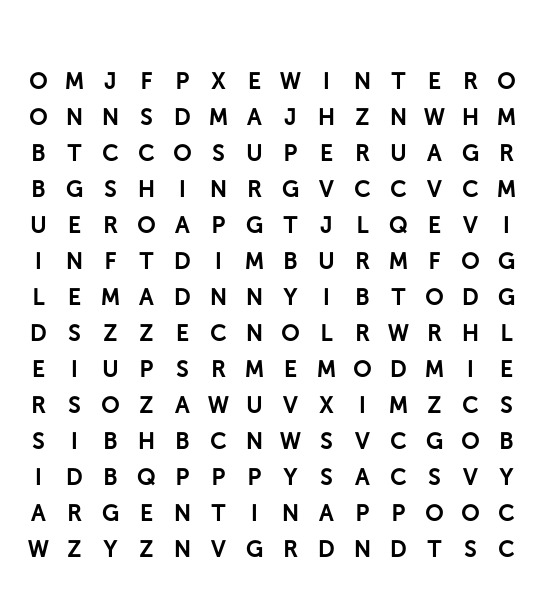 O M J F P X E W I N T E R O
O N N S D M A J H Z N W H M
B T C C O S U P E R U A G R
B G S H I N R G V C C V C M
U E R O A P G T J L Q E V I
I N F T D I M B U R M F O G
L E M A D N N Y I B T O D G
D S Z Z E C N O L R W R H L
E I U P S R M E M O D M I E
R S O Z A W U V X I M Z C S
S I B H B C N W S V C G O B
I D B Q P P P Y S A C S V Y
A R G E N T I N A P P O O C
W Z Y Z N V G R D N D T S C